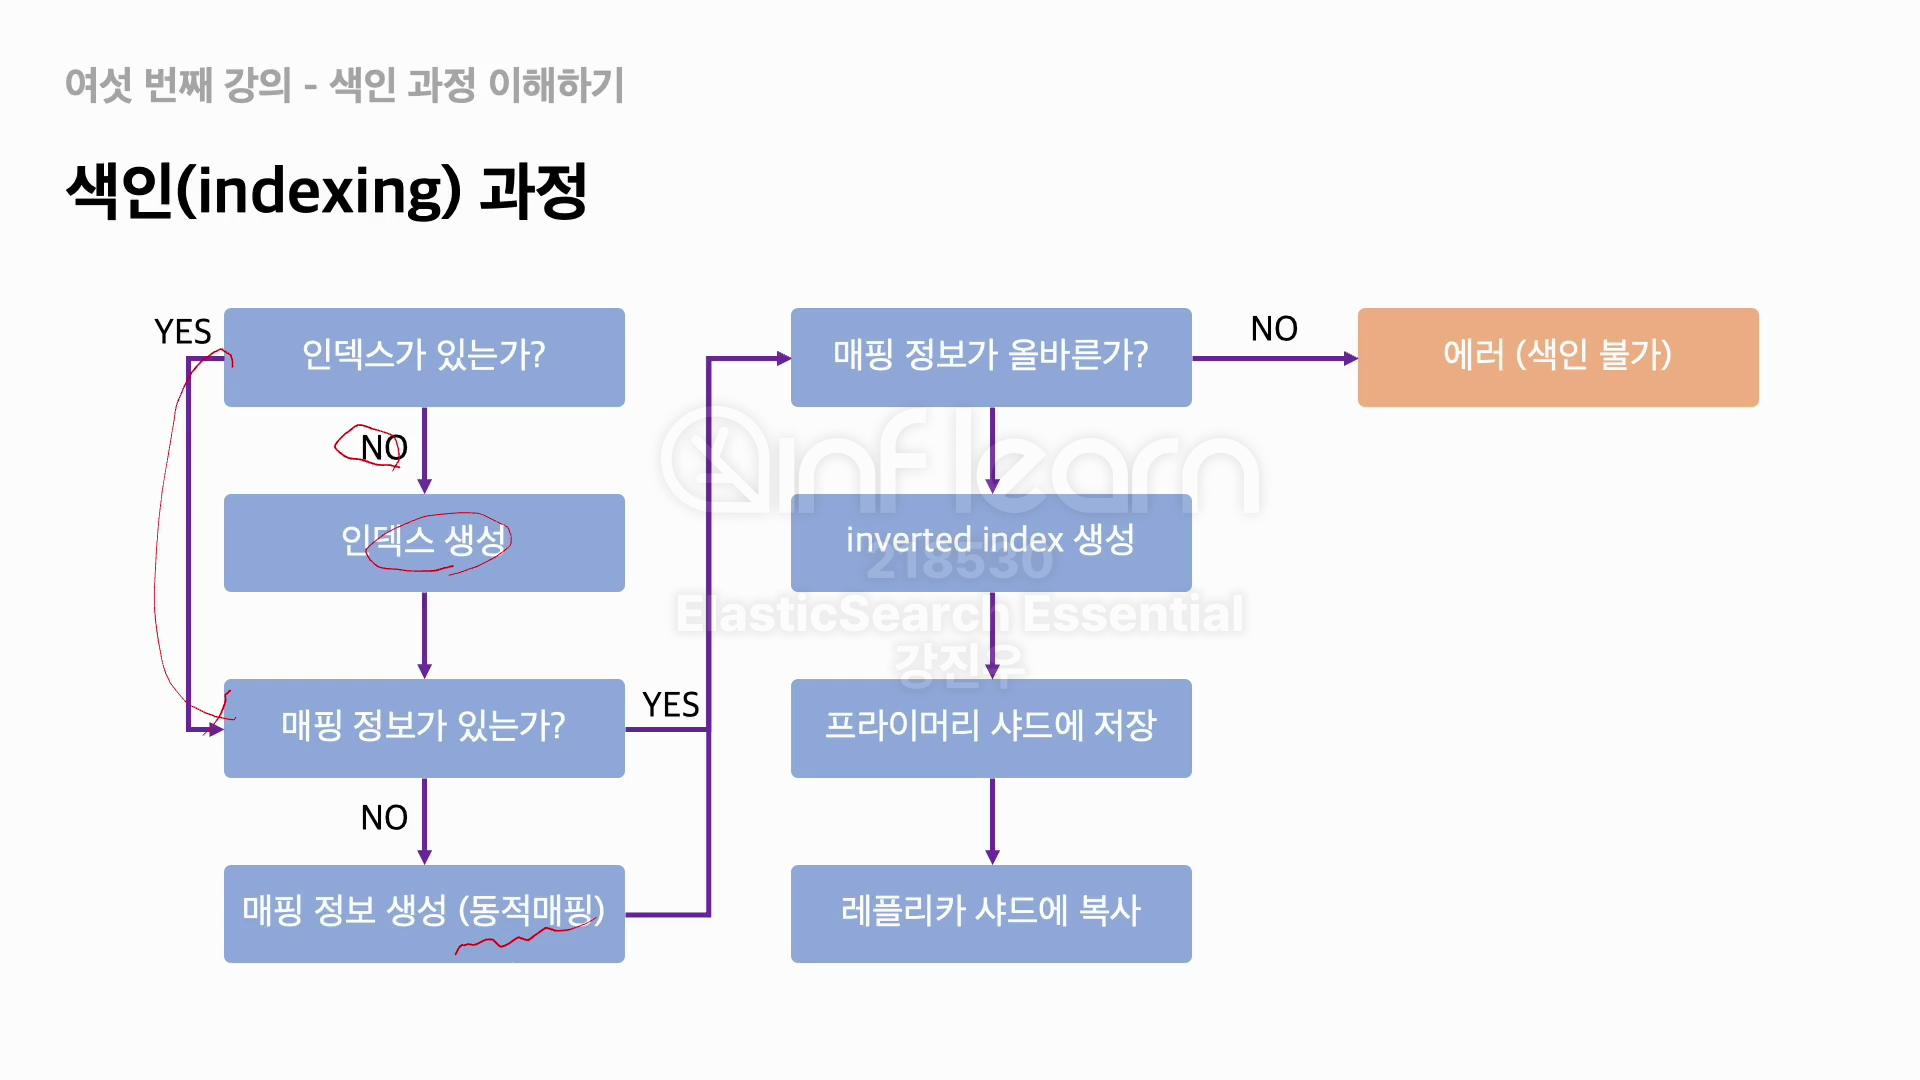 여섯 번째 강의 - 색인 과정 이해하기
색인(indexing) 과정
YES
인덱스가 있는가?
NO
인덱스 생성
매핑 정보가 있는가?
YES
NO
매핑 정보 생성 (동적매핑)
매핑 정보가 올바른가?
NO
에러 (색인 불가)
inverted index 생성
프라이머리 샤드에 저장
레플리카 샤드에 복사
inflearn
218530
ElasticSearch Essential
강진우